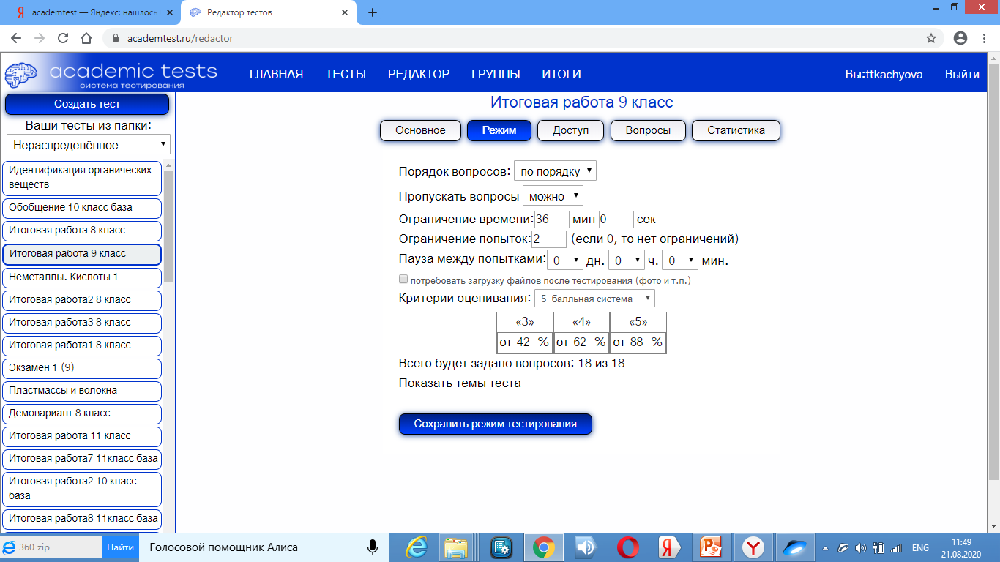 academtest — Яндекс: нашлось
Редактор тестов
academtest.ru/redactor
academic tests
система тестирования
ГЛАВНАЯ ТЕСТЫ РЕДАКТОР ГРУППЫ ИТОГИ
Вы:ttkachyova Выйти
Создать тест
Ваши тесты из папки:
Нераспределённое
Идентификация органических
веществ
Обобщение 10 класс база
Итоговая работа 8 класс
Итоговая работа 9 класс
Неметаллы. Кислоты 1
Итоговая работа2 8 класс
Итоговая работа3 8 класс
Итоговая работа1 8 класс
Экзамен 1 (9)
Пластмассы и волокна
Демовариант 8 класс
Итоговая работа 11 класс
Итоговая работа7 11класс база
Итоговая работа2 10 класс
база
Итоговая работа8 11класс база
Итоговая работа 9 класс
Основное Режим Доступ Вопросы Статистика
Порядок вопросов: по порядку
Пропускать вопросы можно
Ограничение времени: 36 мин 0 сек
Ограничение попыток: 2 (если 0, то нет ограничений)
Пауза между попытками: 0 дн. 0 ч. 0 мин.
потребовать загрузку файлов после тестирования (фото и т.п.)
Критерии оценивания: 5-балльная система
«3» «4» «5»
от 42 % от 62 % от 88 %
Всего будет задано вопросов: 18 из 18
Показать темы теста
Сохранить режим тестирования
360 zip Найти Голосовой помощник Алиса
ENG
11:49
21.08.2020